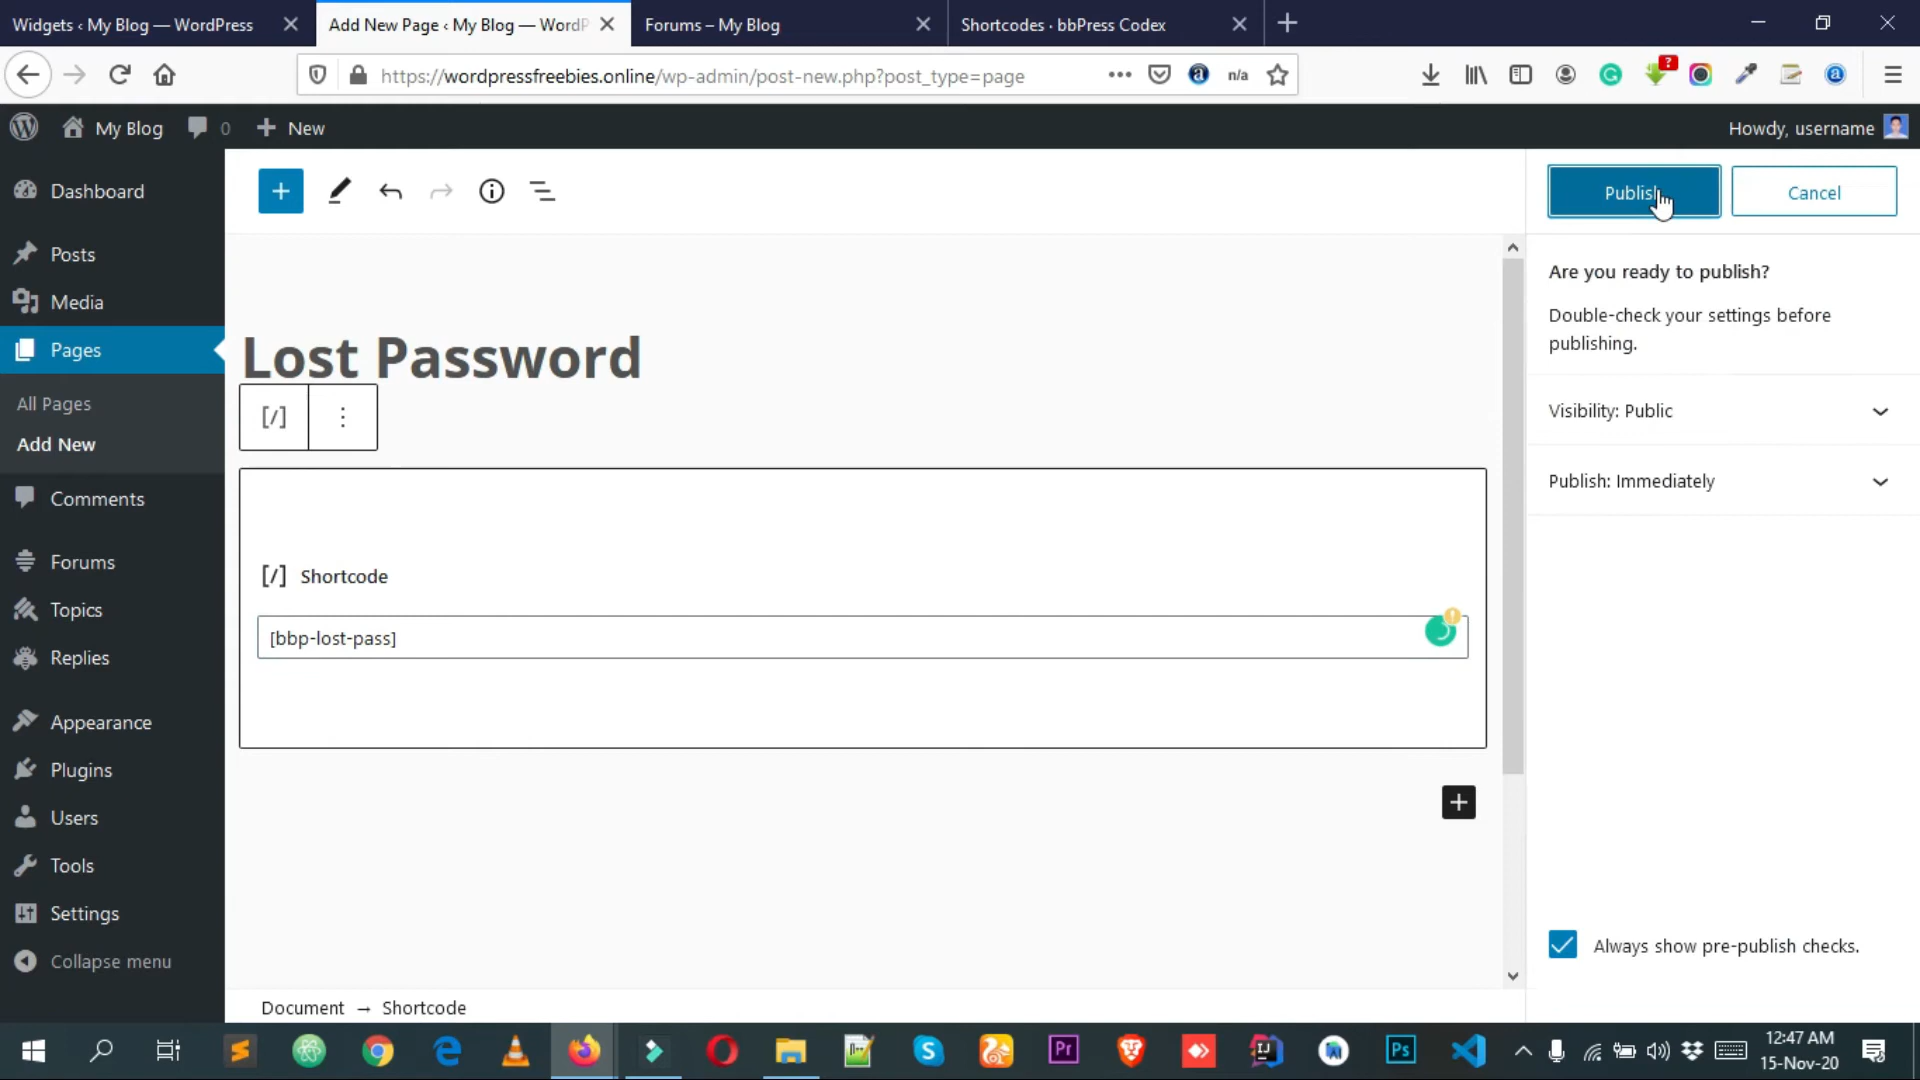 Widgets ‹ My Blog — WordPress
Add New Page ‹ My Blog — WordP
Forums – My Blog
Shortcodes · bbPress Codex
https://wordpressfreebies.online/wp-admin/post-new.php?post_type=page
n/a
?
My Blog
0
New
Howdy, username
Dashboard
Posts
Media
Pages
All Pages
Add New
Comments
Forums
Topics
Replies
Appearance
Plugins
Users
Tools
Settings
Collapse menu
Publish
Cancel
Are you ready to publish?
Double-check your settings before
publishing.
Visibility: Public
Publish: Immediately
Always show pre-publish checks.
Lost Password
[/]
[/] Shortcode
[bbp-lost-pass]
Document → Shortcode
Pr
IJ
Ps
12:47 AM
15-Nov-20